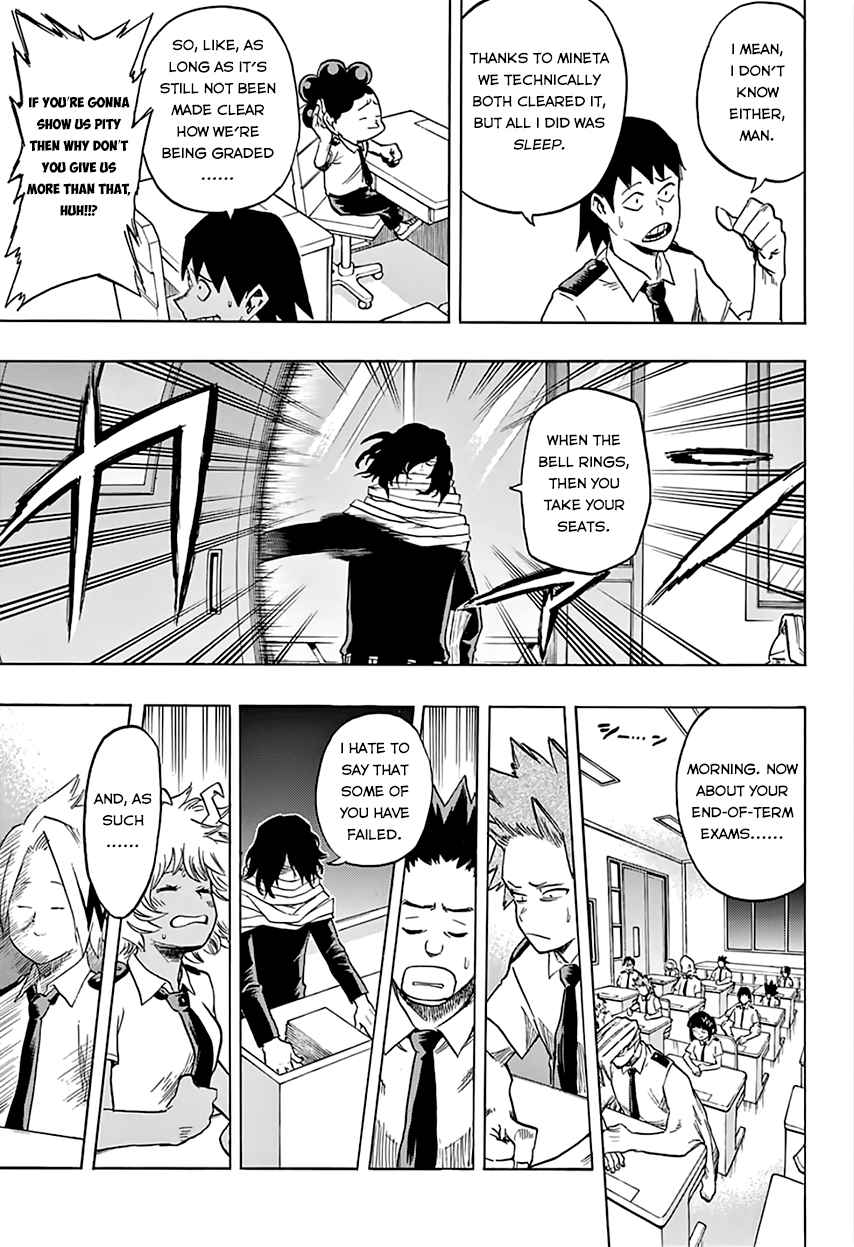 I MEAN,
I DON'T
KNOW
EITHER,
MAN.
THANKS TO MINETA
WE TECHNICALLY
BOTH CLEARED IT,
BUT ALL I DID WAS
SLEEP.
SO, LIKE, AS
LONG AS IT'S
STILL NOT BEEN
MADE CLEAR
HOW WE'RE
BEING GRADED
......
IF YOU'RE GONNA
SHOW US PITY
THEN WHY DON'T
YOU GIVE US
MORE THAN THAT,
HUH!!?
WHEN THE
BELL RINGS,
THEN YOU
TAKE YOUR
SEATS.
MORNING. NOW
ABOUT YOUR
END-OF-TERM
EXAMS......
I HATE TO
SAY THAT
SOME OF
YOU HAVE
FAILED.
AND, AS
SUCH
......